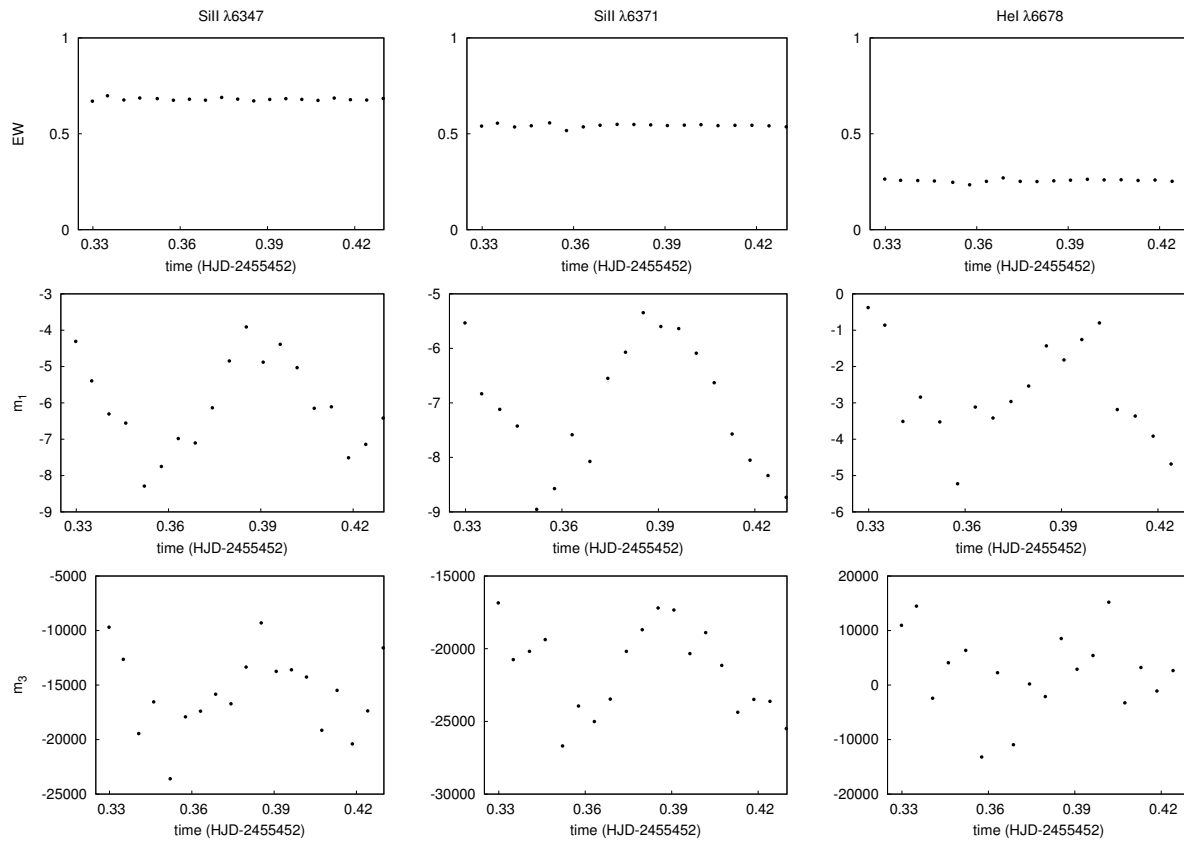 SiII λ6347
SiII λ6371
HeI λ6678
EW
1
0.5
0
0.33 0.36 0.39 0.42
time (HJD-2455452)
1
0.5
0
0.33 0.36 0.39 0.42
time (HJD-2455452)
1
0.5
0
0.33 0.36 0.39 0.42
time (HJD-2455452)
m1
-3
-4
-5
-6
-7
-8
-9
0.33 0.36 0.39 0.42
time (HJD-2455452)
-5
-6
-7
-8
-9
0.33 0.36 0.39 0.42
time (HJD-2455452)
0
-1
-2
-3
-4
-5
-6
0.33 0.36 0.39 0.42
time (HJD-2455452)
m3
-5000
-10000
-15000
-20000
-25000
0.33 0.36 0.39 0.42
time (HJD-2455452)
-15000
-20000
-25000
-30000
0.33 0.36 0.39 0.42
time (HJD-2455452)
20000
10000
0
-10000
-20000
0.33 0.36 0.39 0.42
time (HJD-2455452)